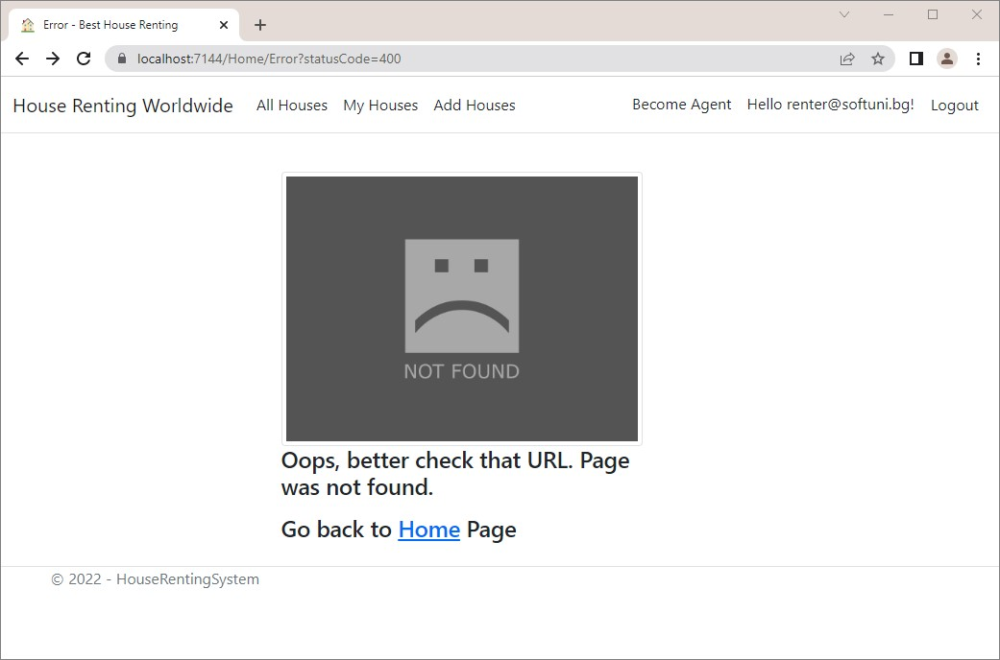 Error - Best House Renting
localhost:7144/Home/Error?statusCode=400
House Renting Worldwide All Houses My Houses Add Houses Become Agent Hello renter@softuni.bg! Logout
NOT FOUND
Oops, better check that URL. Page
was not found.
Go back to Home Page
© 2022 - HouseRentingSystem